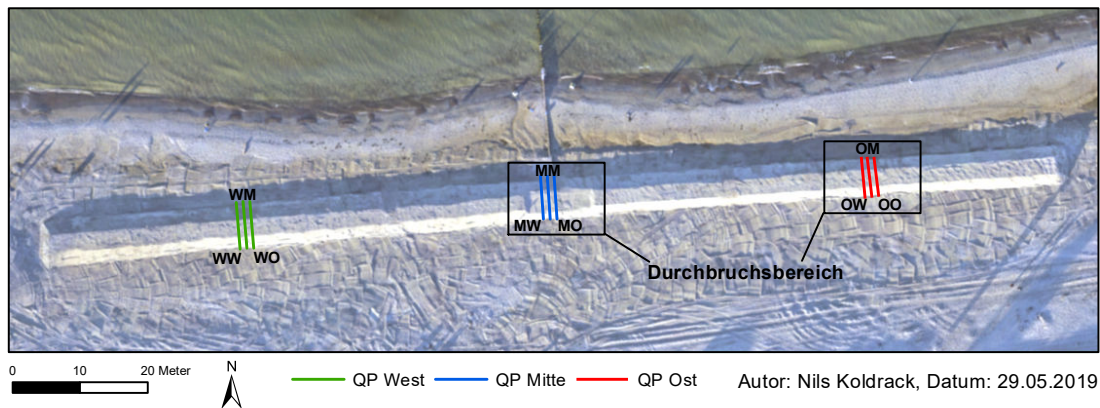 OM
MM
WM
OW OO
MW MO
WW WO
Durchbruchsbereich
0 10 20 Meter
N
QP West QP Mitte QP Ost
Autor: Nils Koldrack, Datum: 29.05.2019